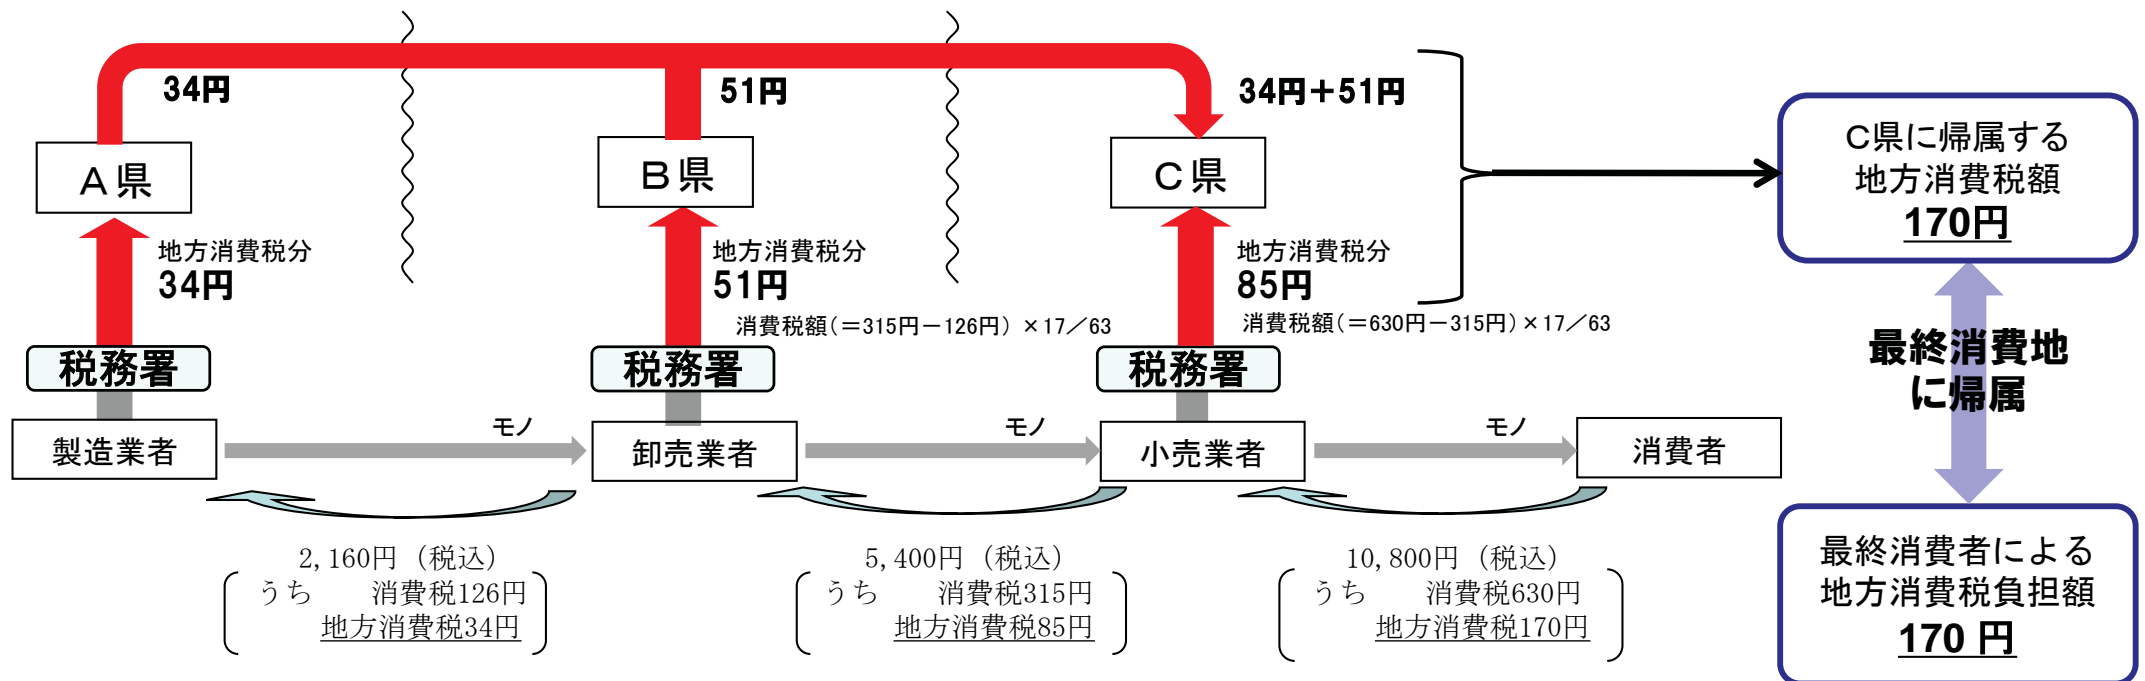 34円
51円
34円＋51円
Ａ県
Ｂ県
Ｃ県
Ｃ県に帰属する
地方消費税額
170円
地方消費税分
34円
地方消費税分
51円
消費税額（＝315円－126円）×17／63
地方消費税分
85円
消費税額（＝630円－315円）×17／63
最終消費地
に帰属
税務署
税務署
税務署
製造業者
モノ
卸売業者
モノ
小売業者
モノ
消費者
2,160円（税込）
うち　消費税126円
地方消費税34円
5,400円（税込）
うち　消費税315円
地方消費税85円
10,800円（税込）
うち　消費税630円
地方消費税170円
最終消費者による
地方消費税負担額
170 円